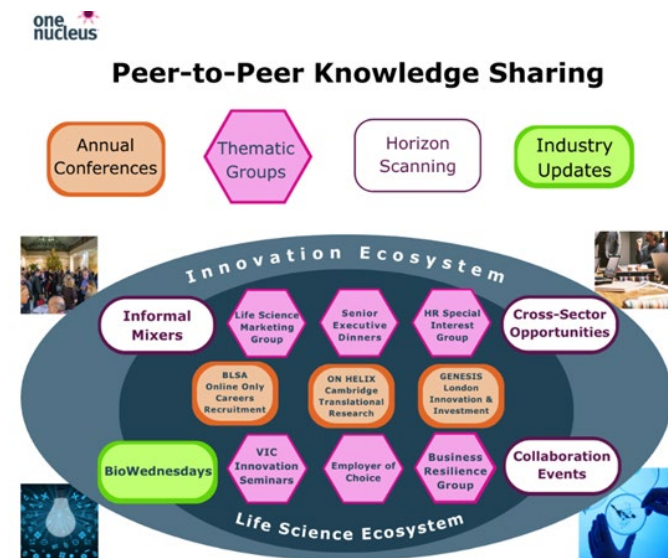 one
nucleus
Peer-to-Peer Knowledge Sharing
Annual
Conferences
Thematic
Groups
Horizon
Scanning
Industry
Updates
Innovation Ecosystem
Informal
Mixers
Life Science
Marketing
Group
Senior
Executive
Dinners
HR Special
Interest
Group
Cross-Sector
Opportunities
BLSA
Online Only
Careers
Recruitment
ON HELIX
Cambridge
Translational
Research
GENESIS
London
Innovation &
Investment
BioWednesdays
VIC
Innovation
Seminars
Employer of
Choice
Business
Resilience
Group
Collaboration
Events
Life Science Ecosystem